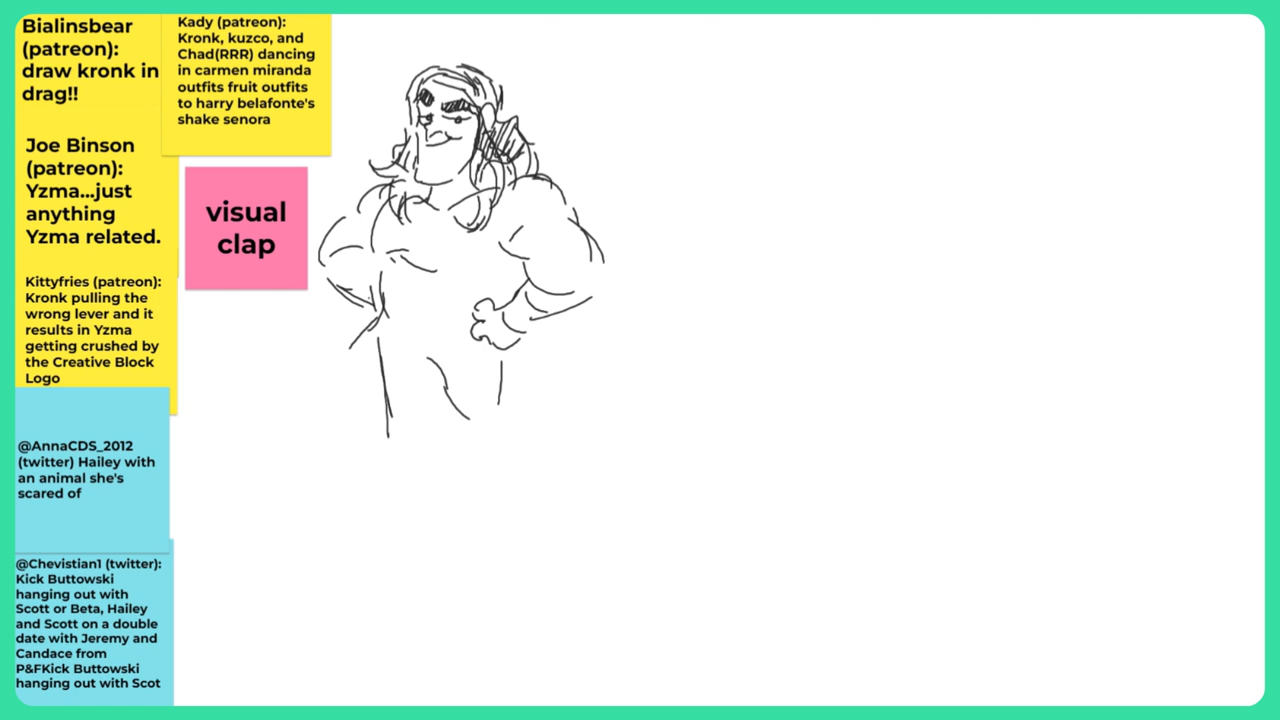 Bialinsbear
(patreon):
draw kronk in
drag!!
Kady (patreon):
Kronk, kuzco, and
Chad(RRR) dancing
in carmen miranda
outfits fruit outfits
to harry belafonte's
shake senora
Joe Binson
(patreon):
Yzma...just
anything
Yzma related.
visual
clap
Kittyfries (patreon):
Kronk pulling the
wrong lever and it
results in Yzma
getting crushed by
the Creative Block
Logo
@AnnaCDS_2012
(twitter) Hailey with
an animal she's
scared of
@Chevistian1 (twitter):
Kick Buttowski
hanging out with
Scott or Beta, Hailey
and Scott on a double
date with Jeremy and
Candace from
P&FKick Buttowski
hanging out with Scot